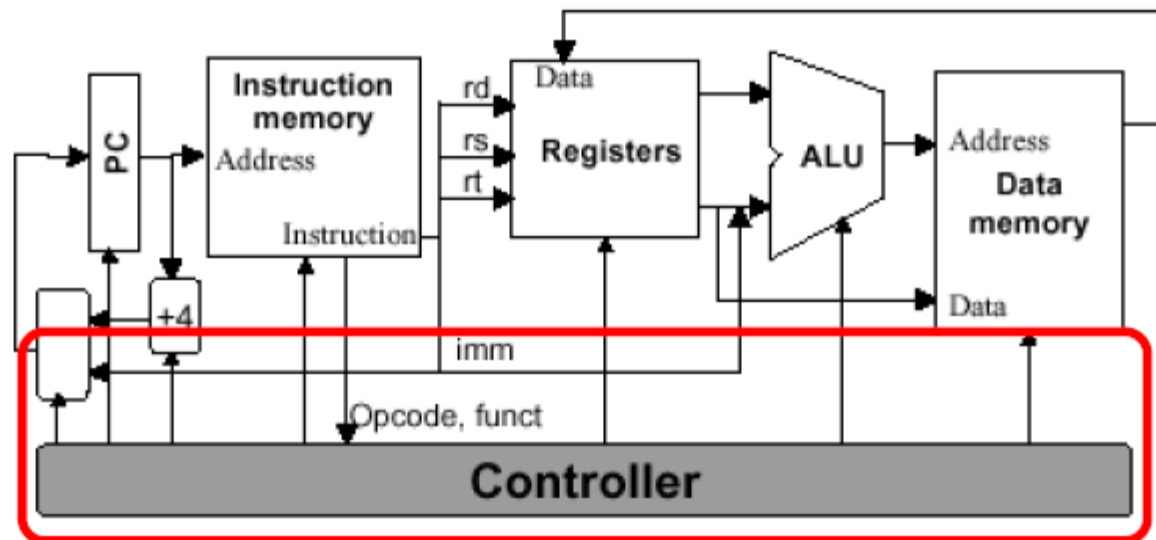 Instruction
memory
Address
Instruction
PC
+4
rd
rs
rt
Data
Registers
ALU
Address
Data
memory
Data
imm
Opcode, funct
Controller